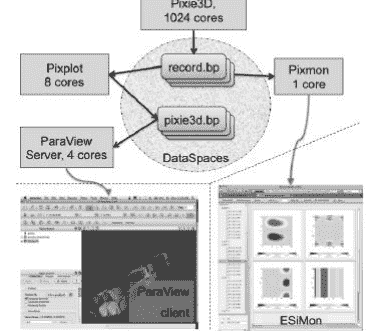 Pixie3D,
1024 cores
Pixplot
8 cores
record.bp
Pixmon
1 core
pixie3d.bp
ParaView
Server, 4 cores
DataSpaces
ParaView
client
ESiMon